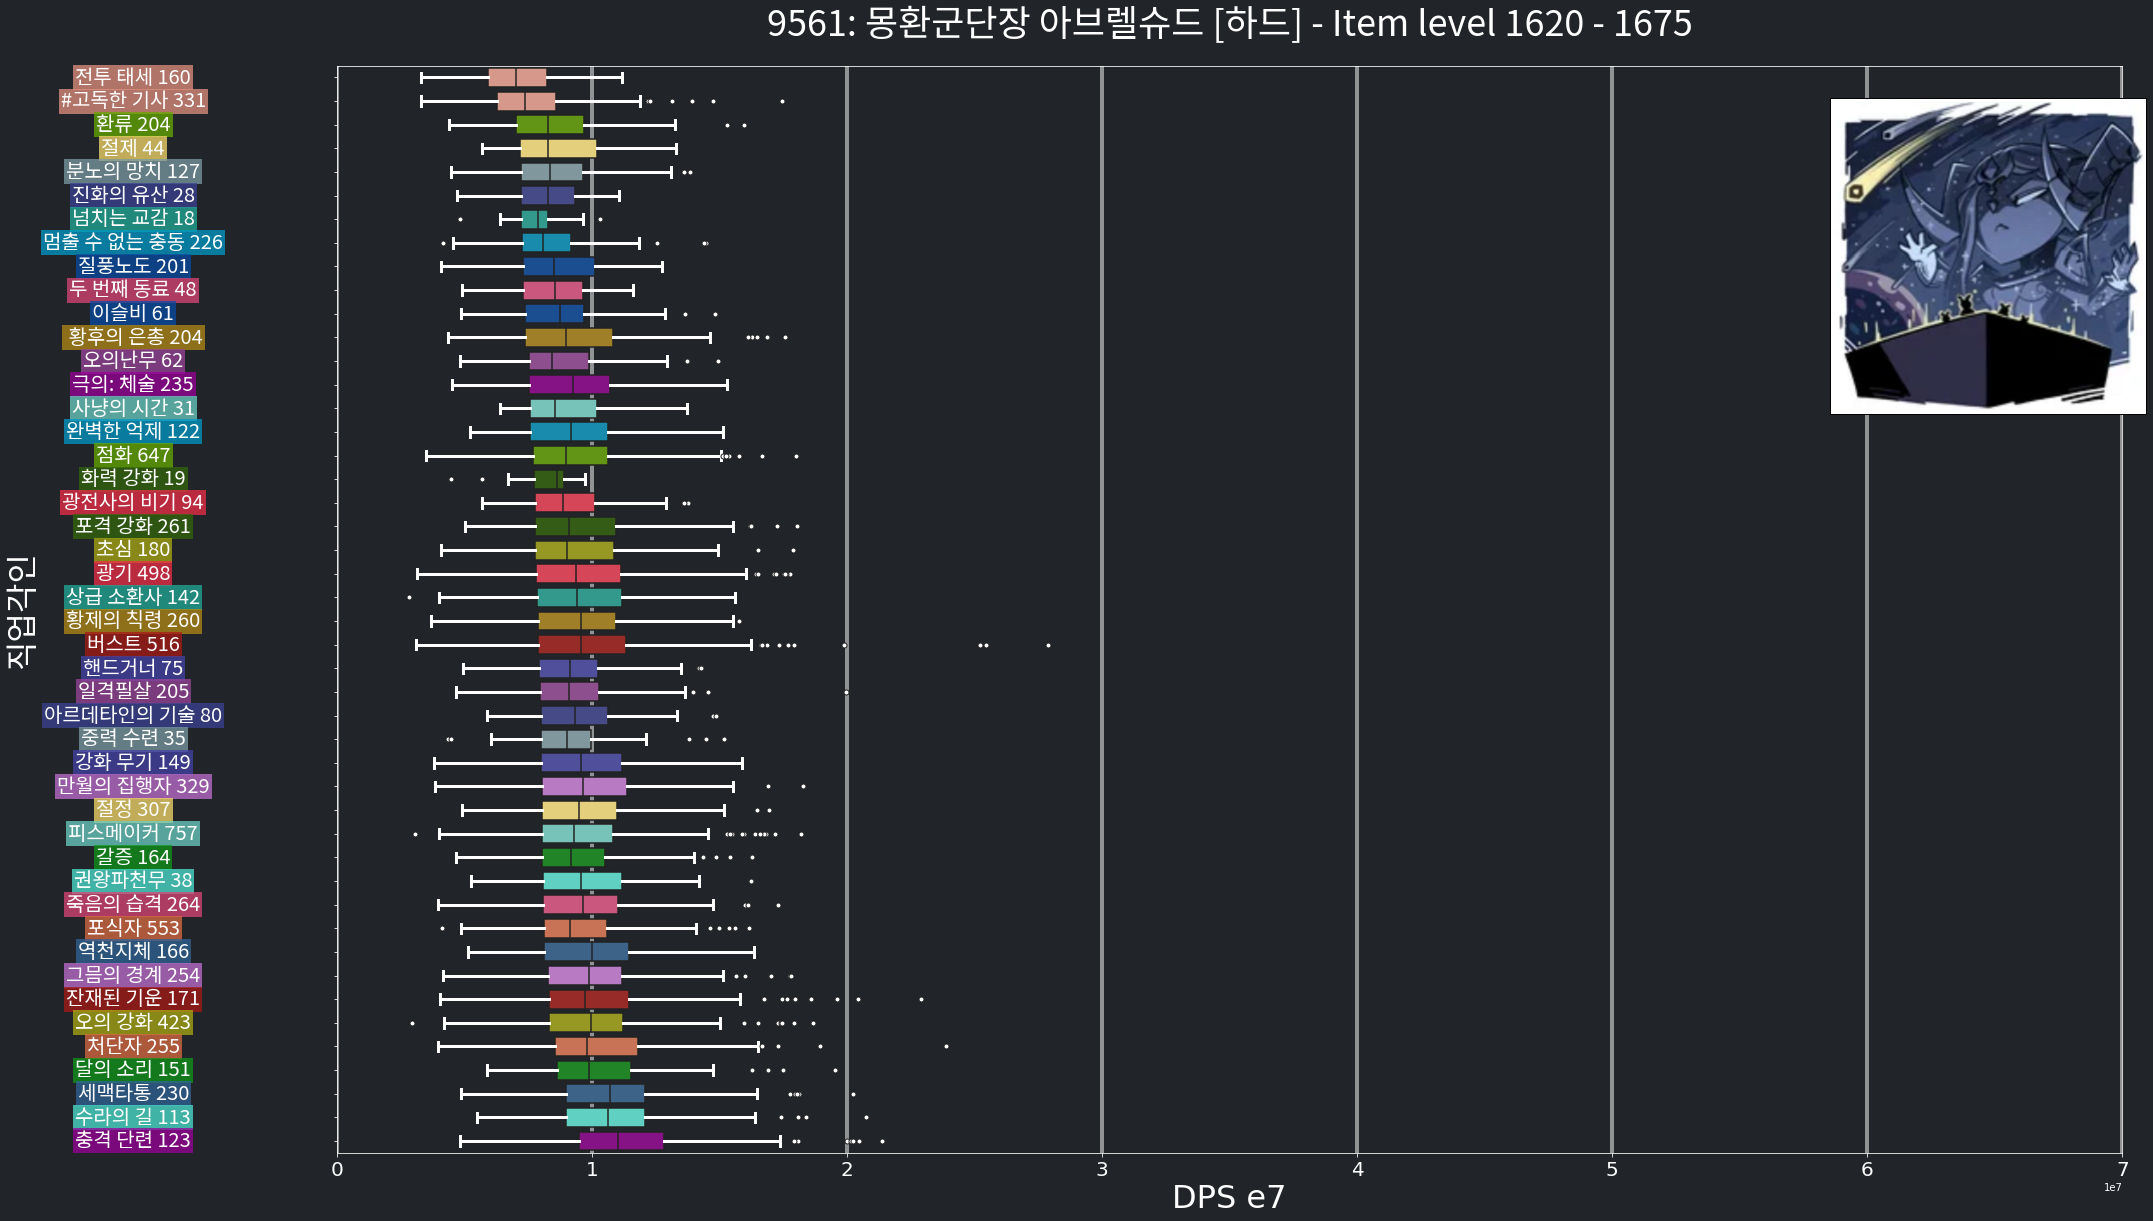 9561: 몽환군단장 아브렐슈드 [하드] - Item level 1620 - 1675
직업각인
전투 태세 160
#고독한 기사 331
환류 204
절제 44
분노의 망치 127
진화의 유산 28
넘치는 교감 18
멈출 수 없는 충동 226
질풍노도 201
두 번째 동료 48
이슬비 61
황후의 은총 204
오의난무 62
극의: 체술 235
사냥의 시간 31
완벽한 억제 122
점화 647
화력 강화 19
광전사의 비기 94
포격 강화 261
초심 180
광기 498
상급 소환사 142
황제의 칙령 260
버스트 516
핸드거너 75
일격필살 205
아르데타인의 기술 80
중력 수련 35
강화 무기 149
만월의 집행자 329
절정 307
피스메이커 757
갈증 164
권왕파천무 38
죽음의 습격 264
포식자 553
역천지체 166
그믐의 경계 254
잔재된 기운 171
오의 강화 423
처단자 255
달의 소리 151
세맥타통 230
수라의 길 113
충격 단련 123
0 1 2 3 4 5 6 7
1e7
DPS e7